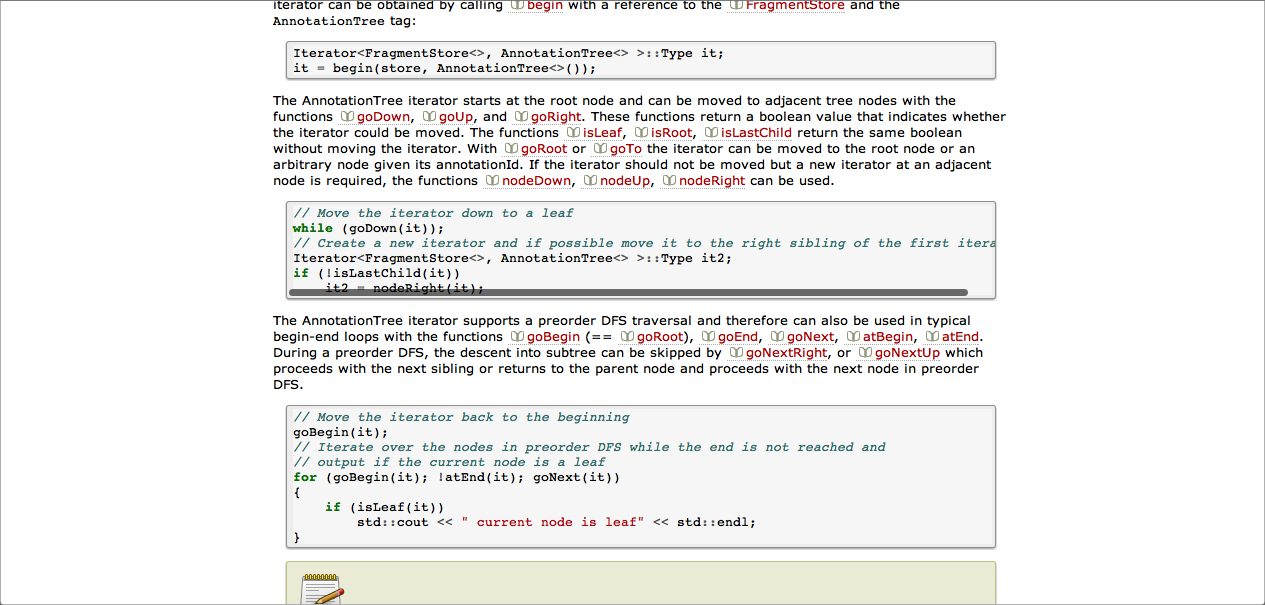 iterator can be obtained by calling begin with a reference to the FragmentStore and the
AnnotationTree tag:
Iterator<FragmentStore<>, AnnotationTree<> >::Type it;
it = begin(store, AnnotationTree<>());
The AnnotationTree iterator starts at the root node and can be moved to adjacent tree nodes with the
functions goDown, goUp, and goRight. These functions return a boolean value that indicates whether
the iterator could be moved. The functions isLeaf, isRoot, isLastChild return the same boolean
without moving the iterator. With goRoot or goTo the iterator can be moved to the root node or an
arbitrary node given its annotationId. If the iterator should not be moved but a new iterator at an adjacent
node is required, the functions nodeDown, nodeUp, nodeRight can be used.
// Move the iterator down to a leaf
while (goDown(it));
// Create a new iterator and if possible move it to the right sibling of the first itera
Iterator<FragmentStore<>, AnnotationTree<> >::Type it2;
if (!isLastChild(it))
    it2 = nodeRight(it);
The AnnotationTree iterator supports a preorder DFS traversal and therefore can also be used in typical
begin-end loops with the functions goBegin (== goRoot), goEnd, goNext, atBegin, atEnd.
During a preorder DFS, the descent into subtree can be skipped by goNextRight, or goNextUp which
proceeds with the next sibling or returns to the parent node and proceeds with the next node in preorder
DFS.
// Move the iterator back to the beginning
goBegin(it);
// Iterate over the nodes in preorder DFS while the end is not reached and
// output if the current node is a leaf
for (goBegin(it); !atEnd(it); goNext(it))
{
    if (isLeaf(it))
        std::cout << " current node is leaf" << std::endl;
}